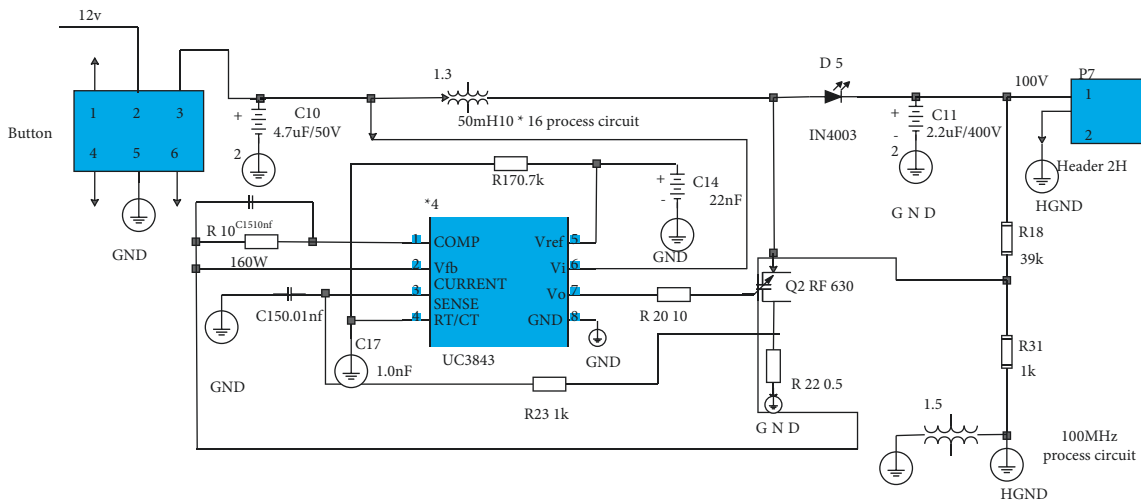 12v
1.3
D 5
100V
P7
1
2
3
4
5
6
Button
GND
+
C10
4.7uF/50V
2
50mH10 * 16 process circuit
IN4003
+
-
2
C11
2.2uF/400V
G N D
1
2
Header 2H
HGND
R170.7k
+
-
C14
22nF
GND
*4
R 10
C1510nf
160W
1 COMP
2 Vfb
3 CURRENT
SENSE
4 RT/CT
Vref 5
Vi 6
Vo 7
GND 8
UC3843
GND
C150.01nf
GND
C17
1.0nF
R 20 10
Q2 RF 630
R18
39k
R31
1k
R 22 0.5
G N D
R23 1k
1.5
100MHz
process circuit
HGND